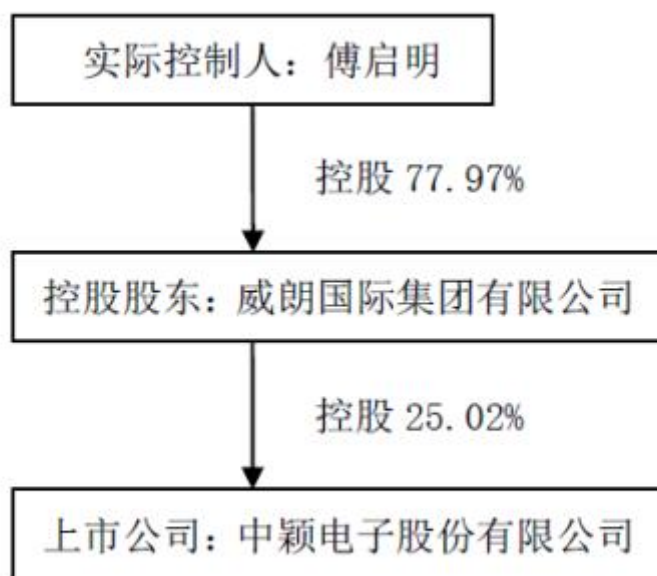 实际控制人：傅启明
控股 77.97%
控股股东：威朗国际集团有限公司
控股 25.02%
上市公司：中颖电子股份有限公司